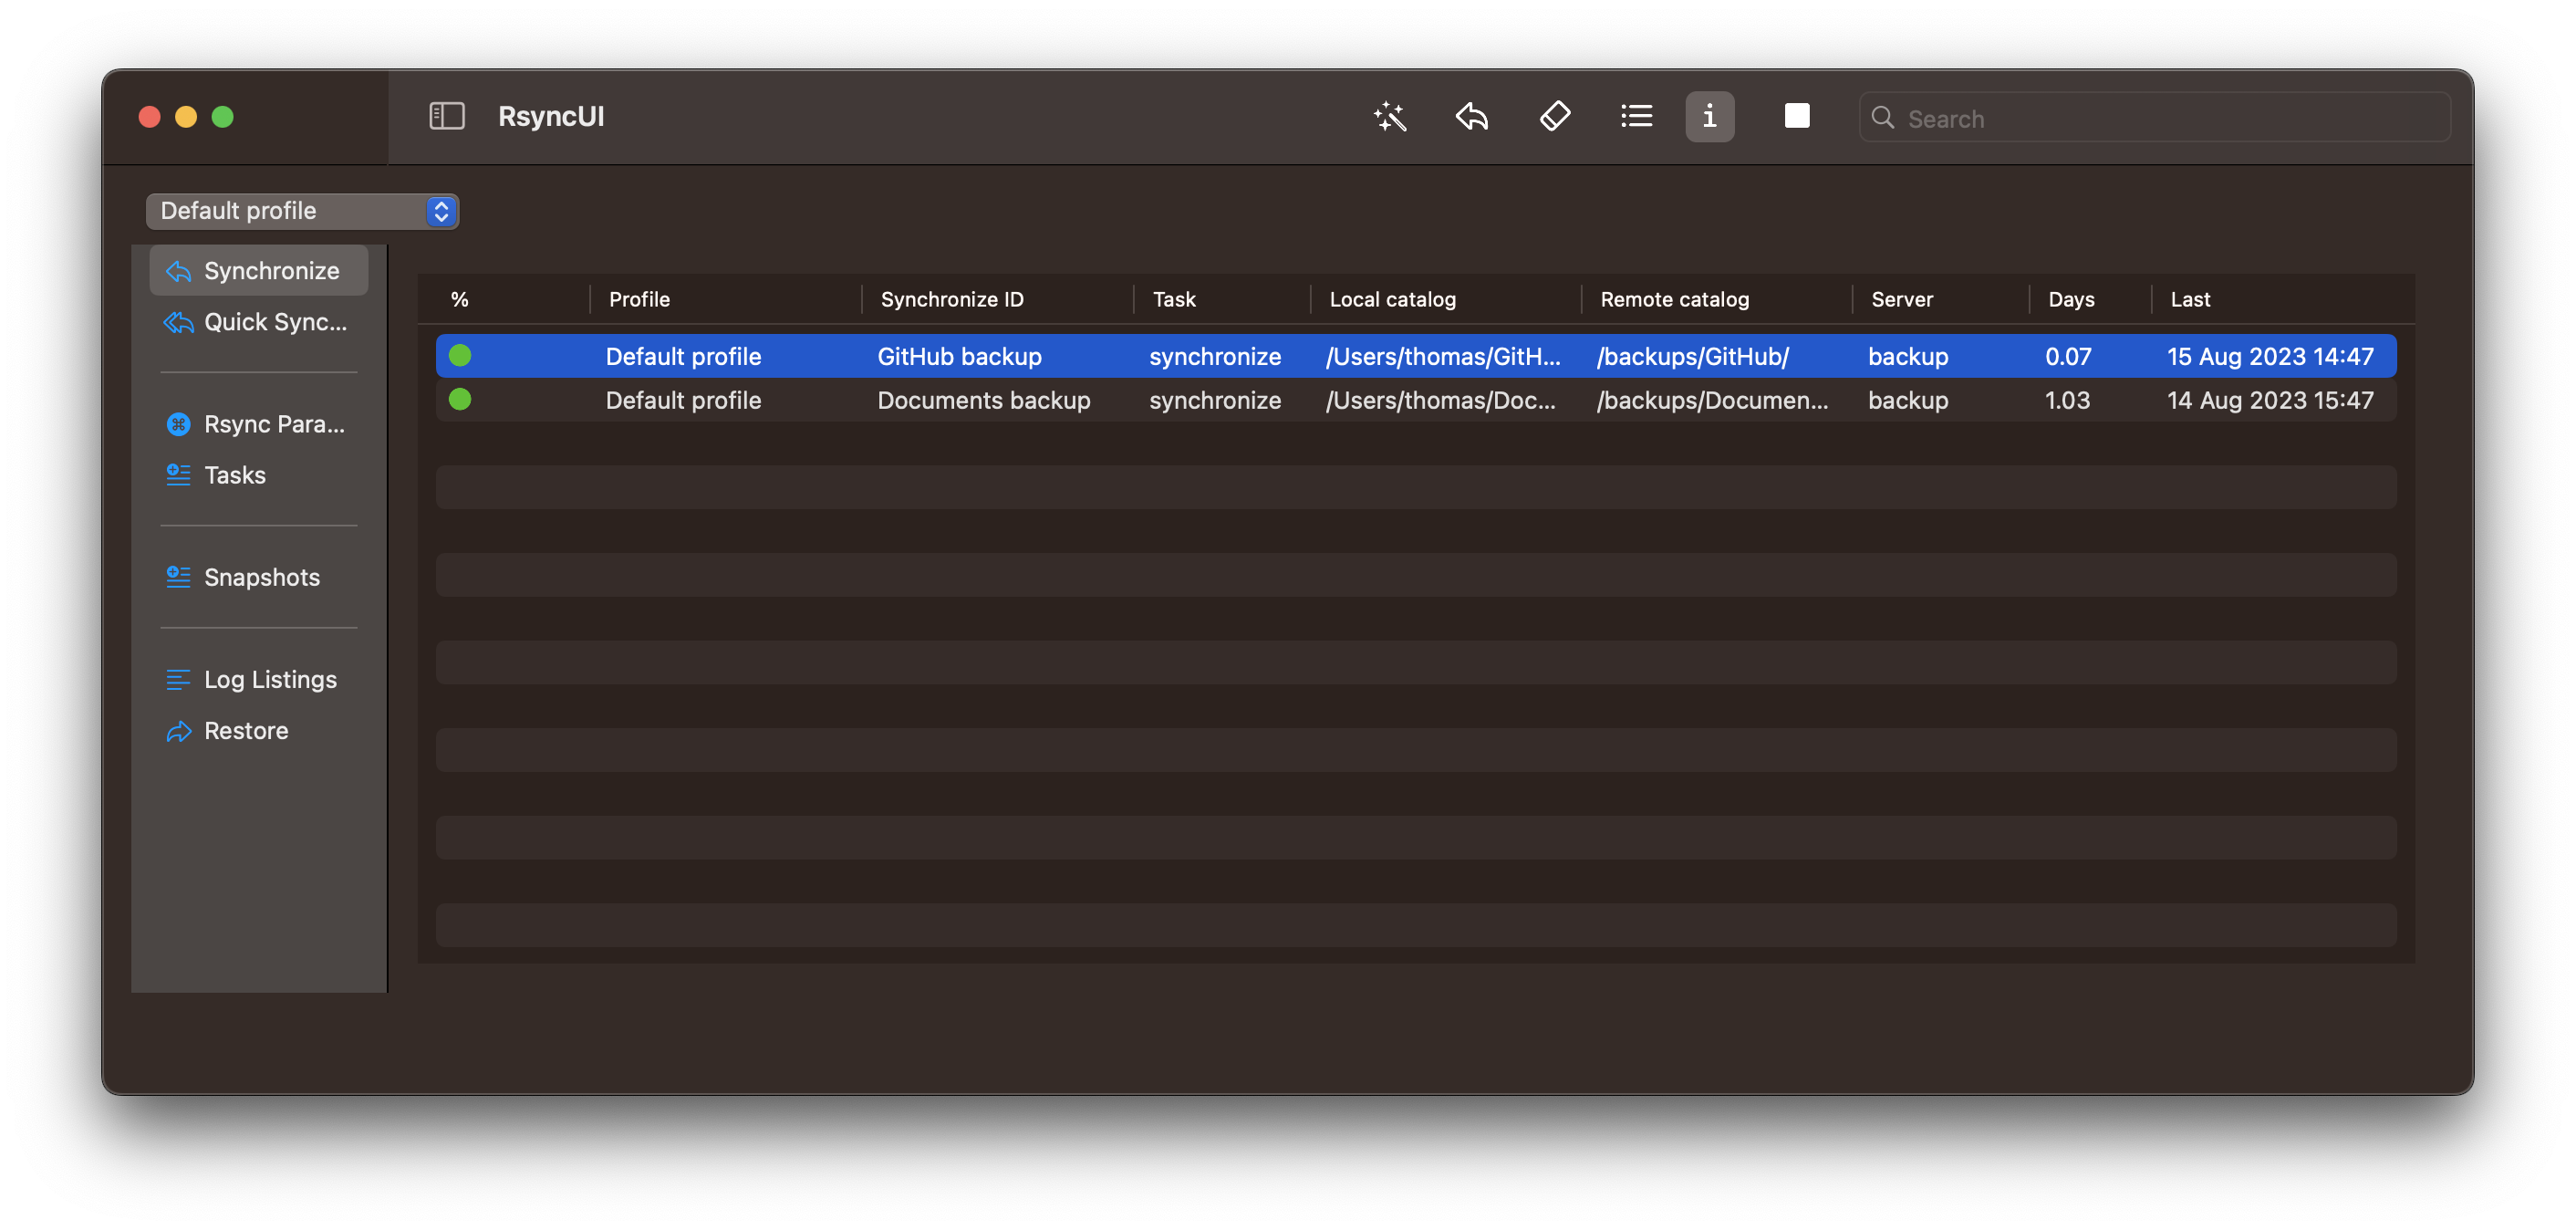 RsyncUI
Search
Default profile
Synchronize
Quick Sync...
Rsync Para...
Tasks
Snapshots
Log Listings
Restore
% Profile Synchronize ID Task Local catalog Remote catalog Server Days Last
Default profile GitHub backup synchronize /Users/thomas/GitH... /backups/GitHub/ backup 0.07 15 Aug 2023 14:47
Default profile Documents backup synchronize /Users/thomas/Doc... /backups/Documen... backup 1.03 14 Aug 2023 15:47